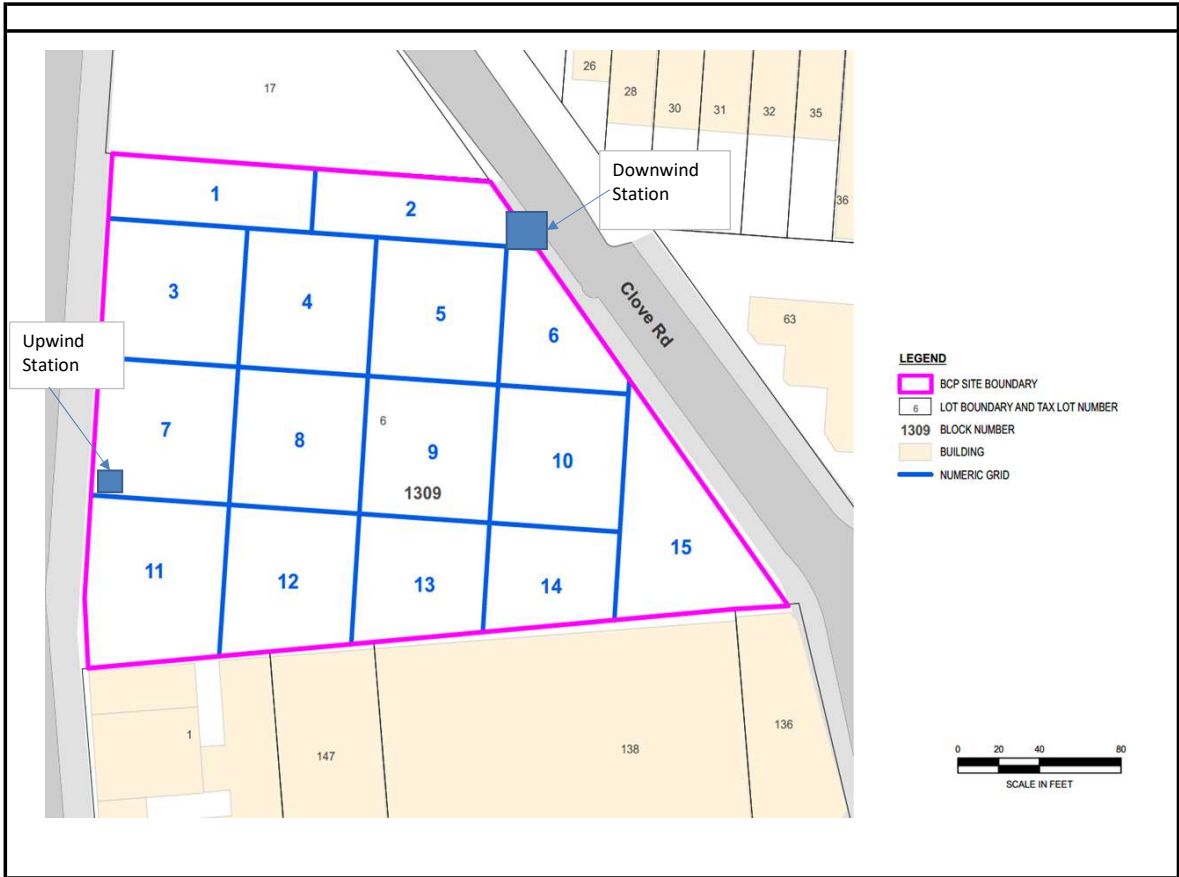 17
26
28
30
31
32
35
36
Downwind
Station
1
2
3
4
5
6
Clove Rd
63
Upwind
Station
7
8
6
9
1309
10
11
12
13
14
15
1
147
138
136
LEGEND
BCP SITE BOUNDARY
6 LOT BOUNDARY AND TAX LOT NUMBER
1309 BLOCK NUMBER
BUILDING
NUMERIC GRID
0 20 40 80
SCALE IN FEET